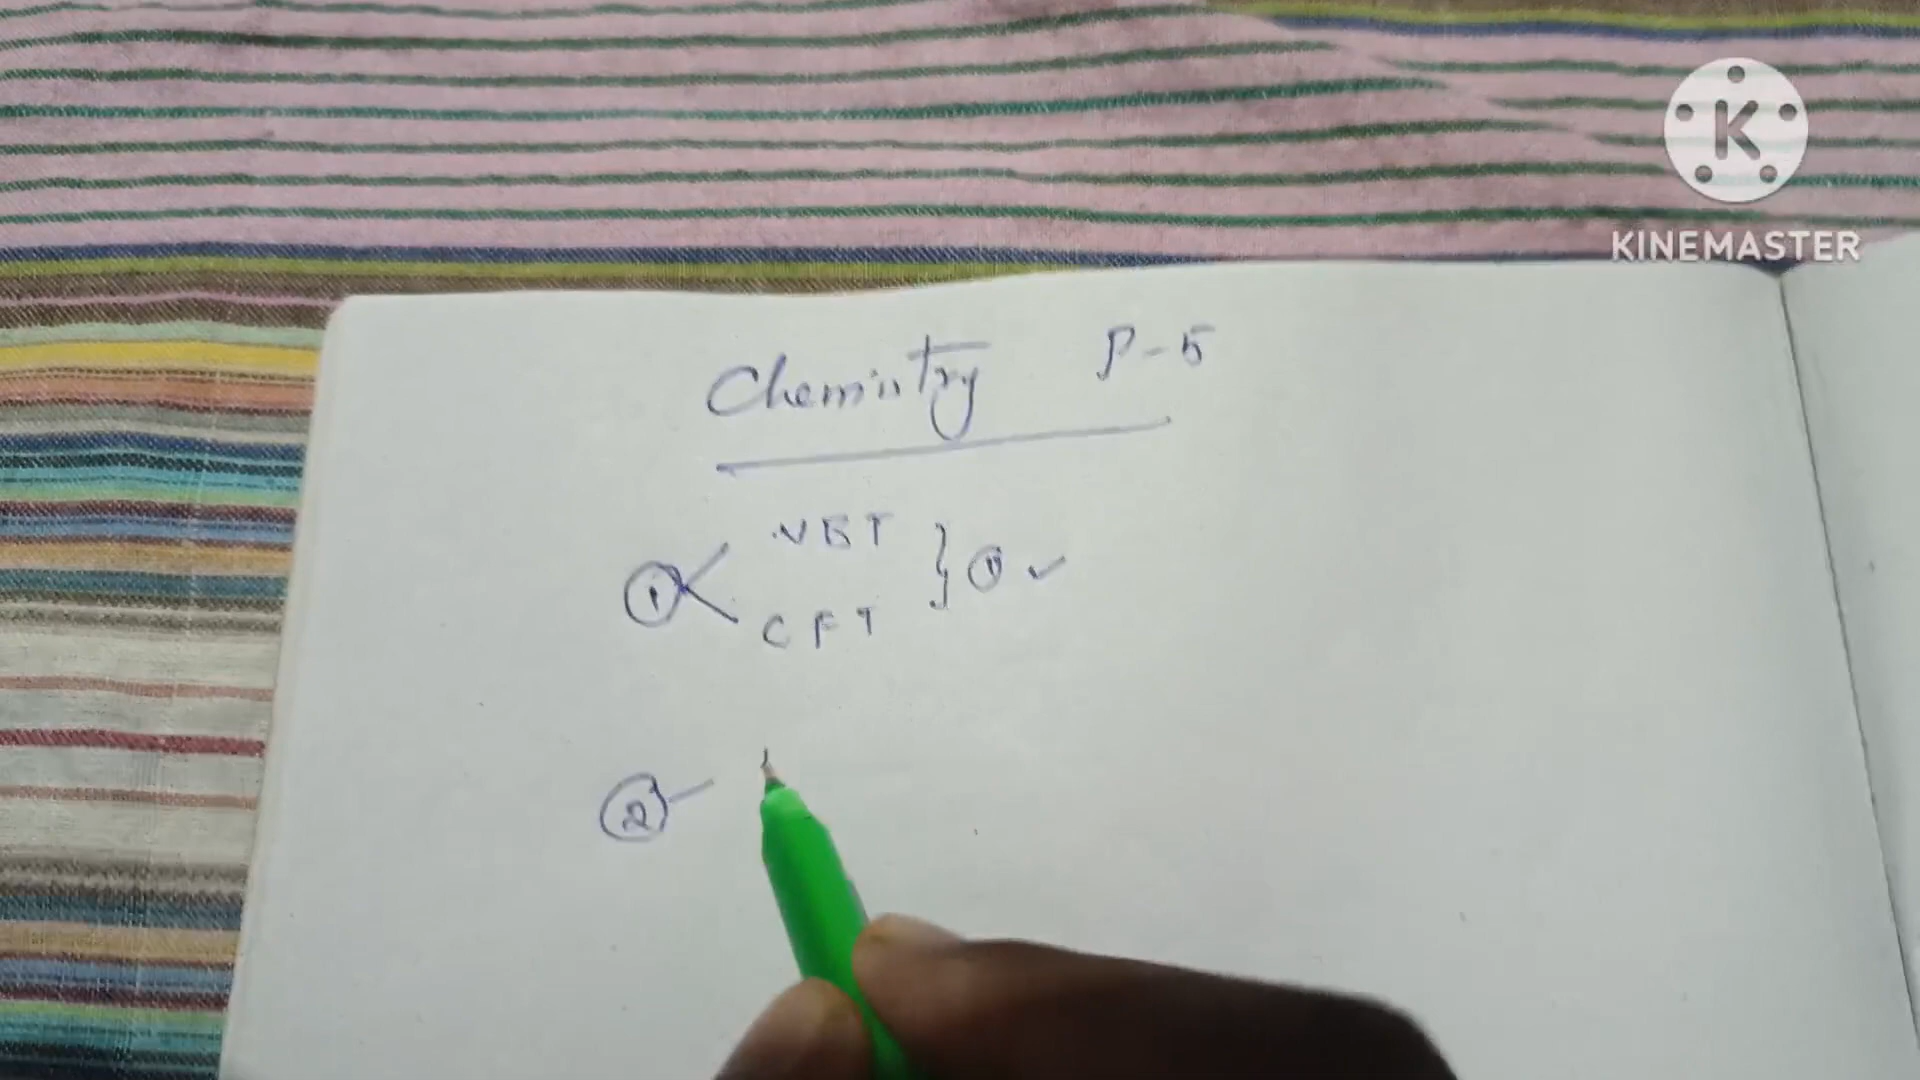 K
KINEMASTER
Chemistry P-5
① VBT } ① ✓
CFT
②